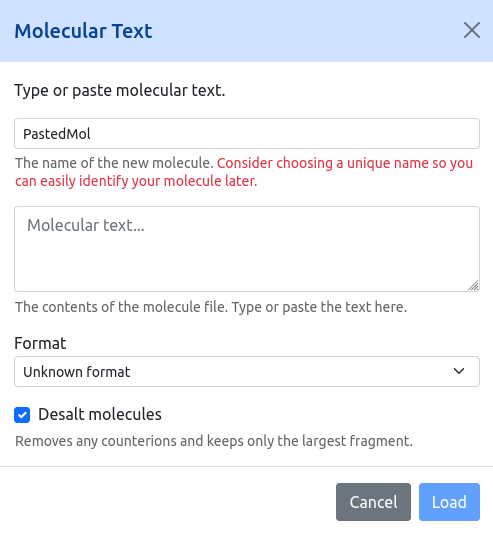 Molecular Text
Type or paste molecular text.
PastedMol
The name of the new molecule. Consider choosing a unique name so you
can easily identify your molecule later.
Molecular text...
The contents of the molecule file. Type or paste the text here.
Format
Unknown format
Desalt molecules
Removes any counterions and keeps only the largest fragment.
Cancel Load